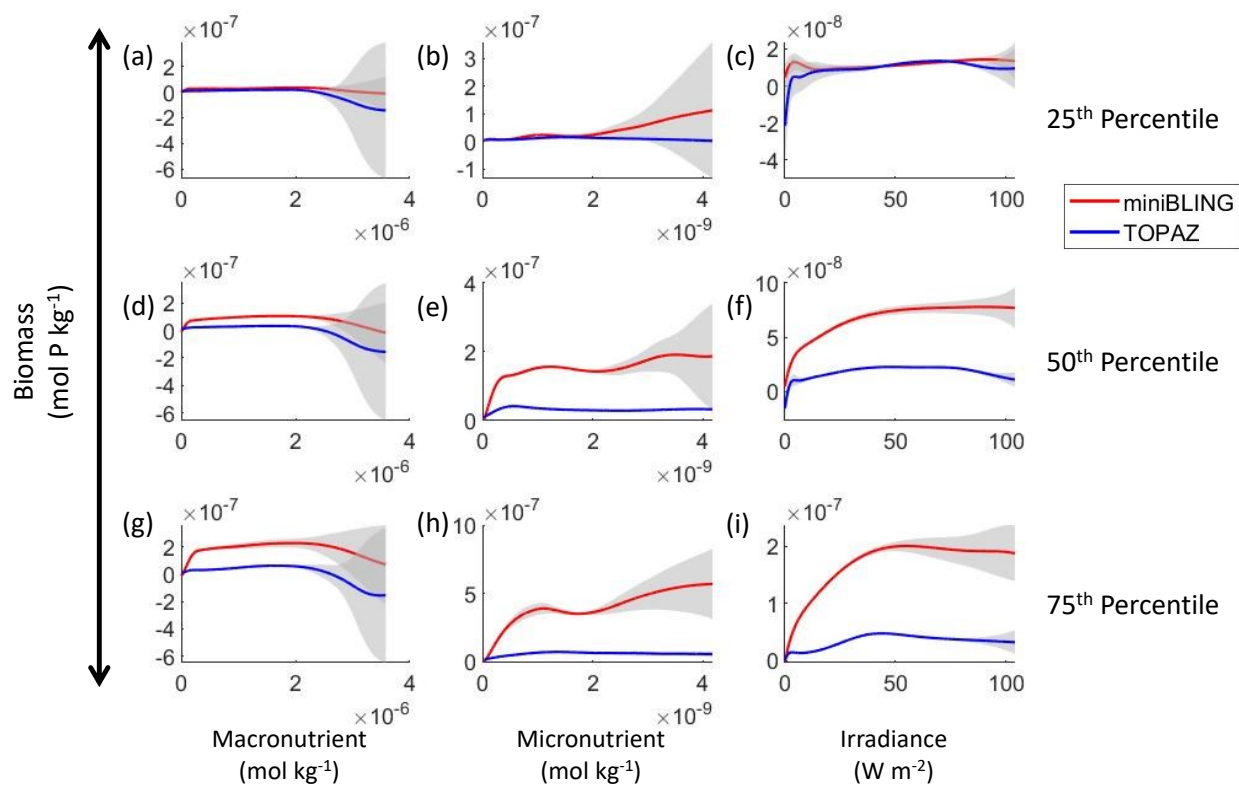 ×10⁻⁷
×10⁻⁷
×10⁻⁸
(a)
(b)
(c)
2
0
-2
-4
-6
3
2
1
0
-1
2
0
-2
-4
0 2 4
0 2 4
0 50 100
×10⁻⁶
×10⁻⁹
25th Percentile
miniBLING
TOPAZ
×10⁻⁷
×10⁻⁷
×10⁻⁸
(d)
(e)
(f)
2
0
-2
-4
-6
4
2
0
10
5
0
0 2 4
0 2 4
0 50 100
×10⁻⁶
×10⁻⁹
50th Percentile
Biomass
(mol P kg⁻¹)
×10⁻⁷
×10⁻⁷
×10⁻⁷
(g)
(h)
(i)
2
0
-2
-4
-6
10
5
0
2
1
0
0 2 4
0 2 4
0 50 100
×10⁻⁶
×10⁻⁹
75th Percentile
Macronutrient
(mol kg⁻¹)
Micronutrient
(mol kg⁻¹)
Irradiance
(W m⁻²)